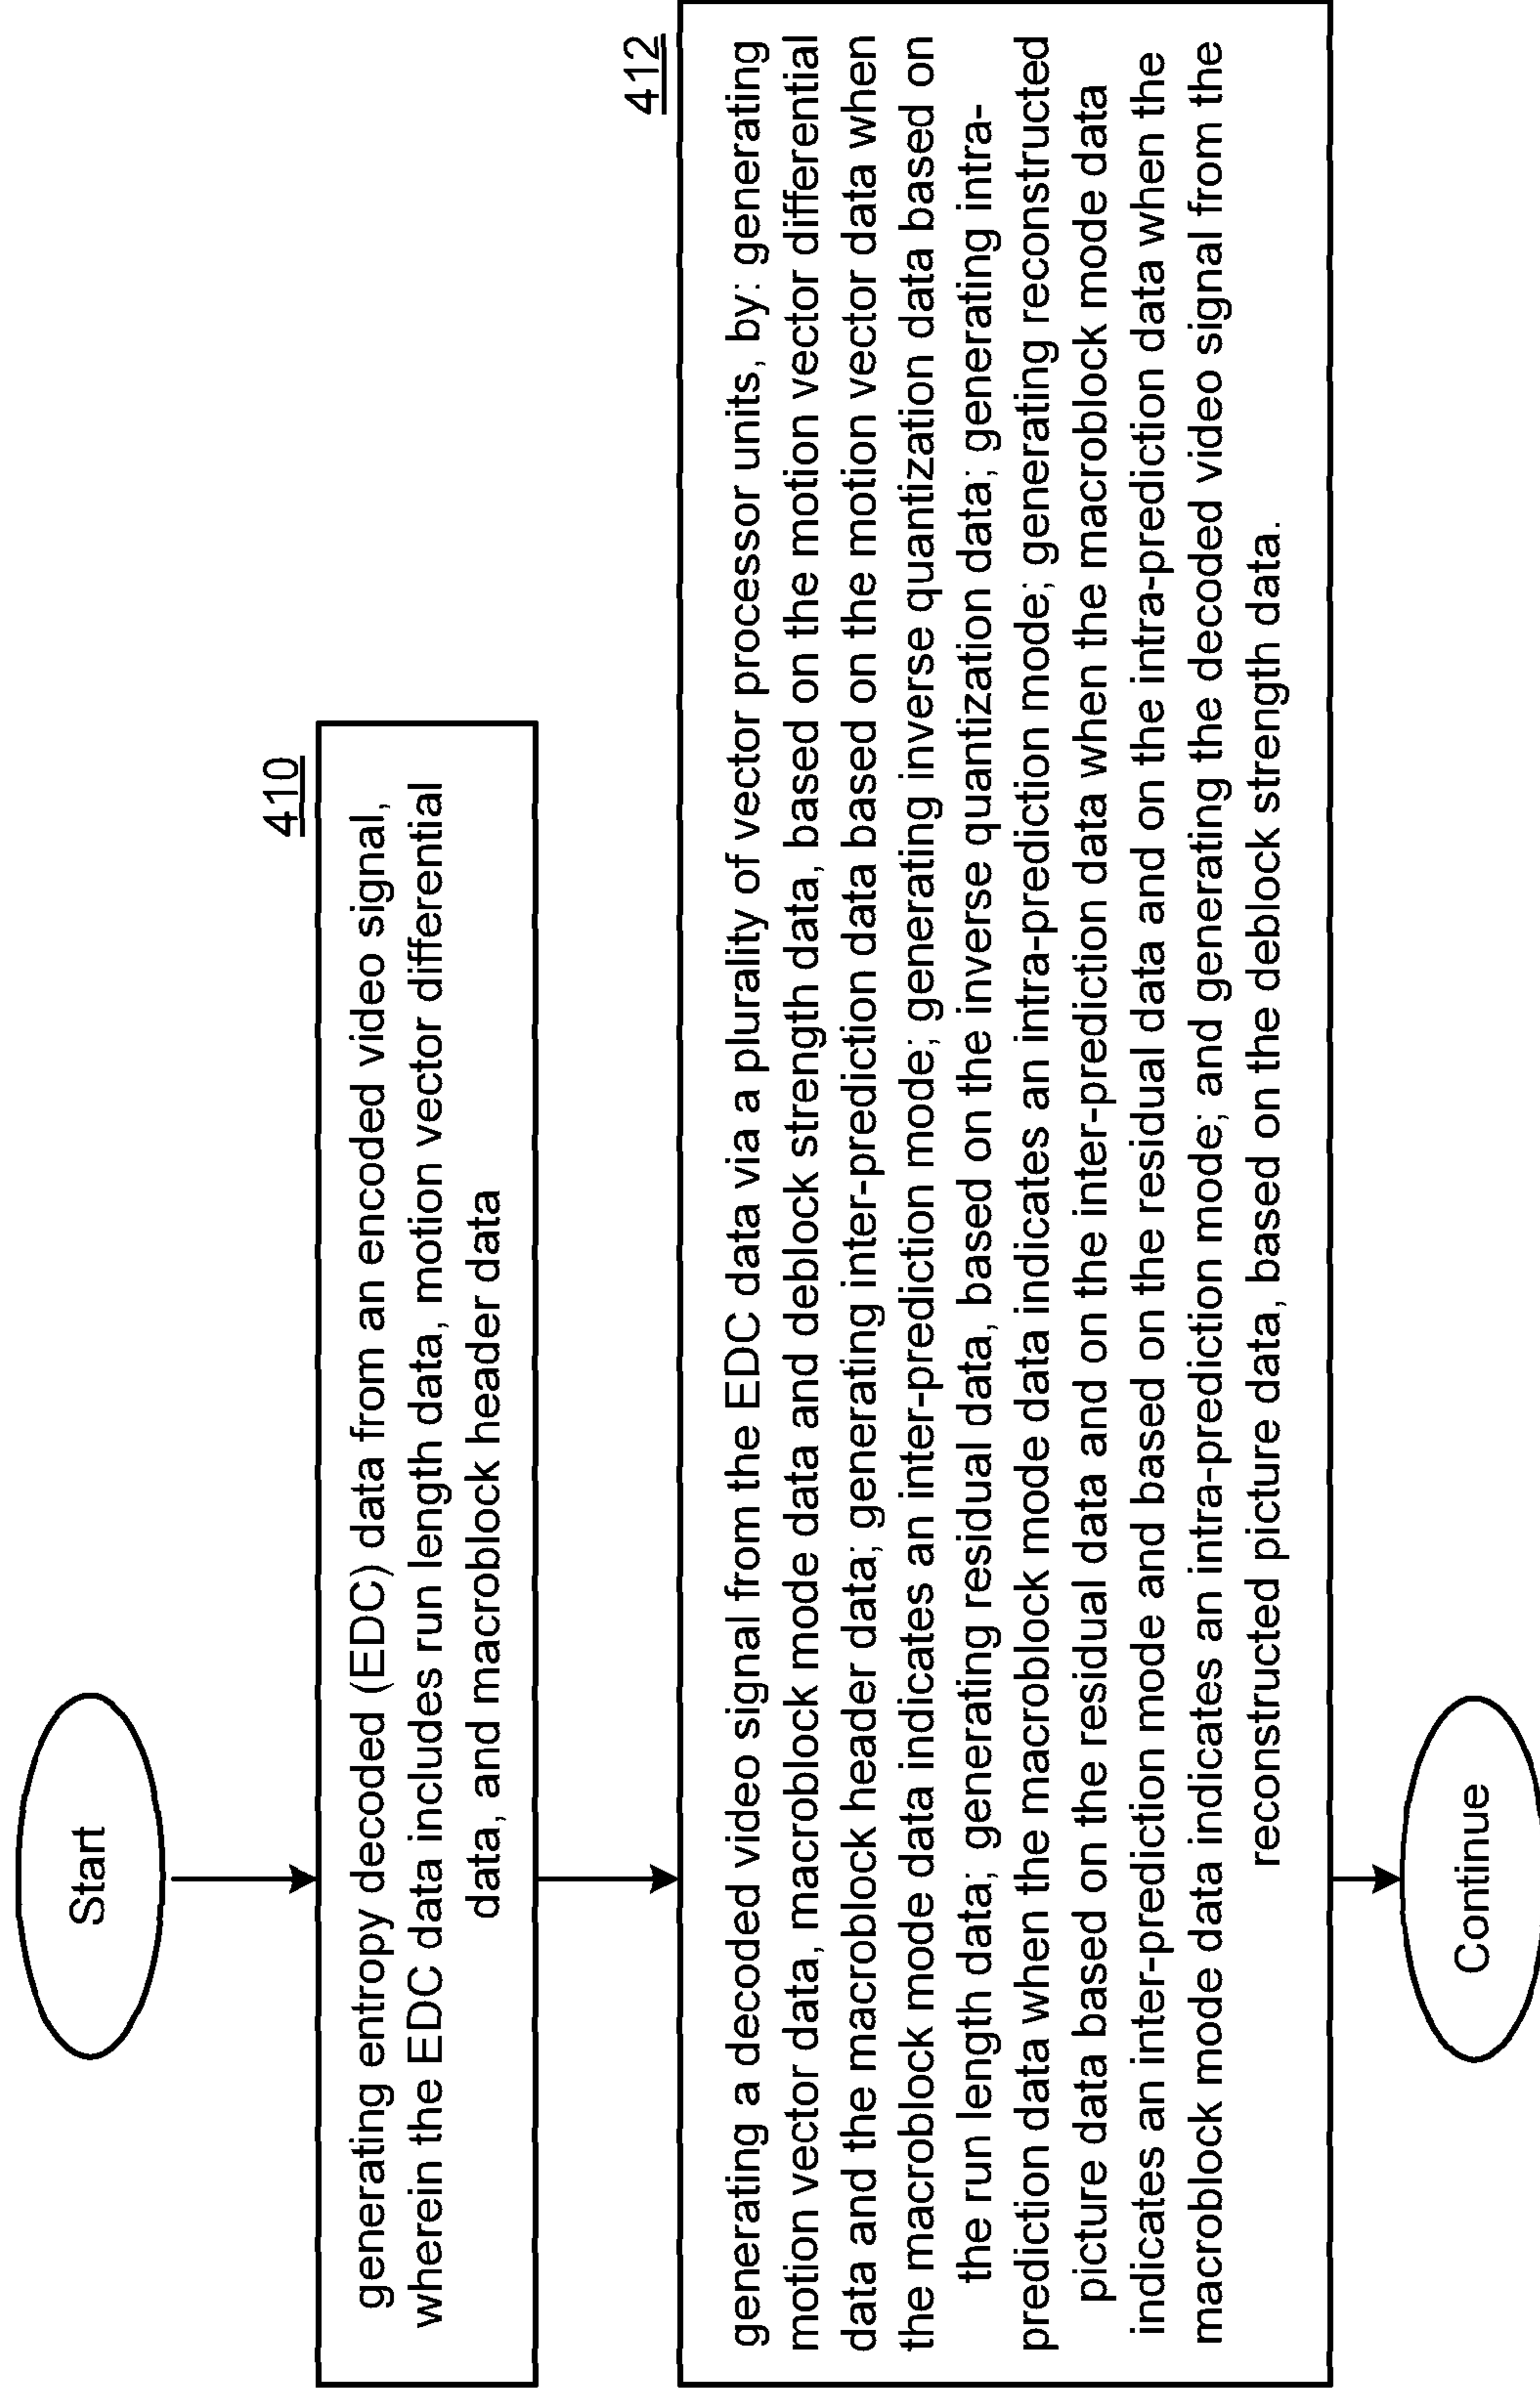 Start
410
generating entropy decoded (EDC) data from an encoded video signal,
wherein the EDC data includes run length data, motion vector differential
data, and macroblock header data
412
generating a decoded video signal from the EDC data via a plurality of vector processor units, by: generating
motion vector data, macroblock mode data and deblock strength data, based on the motion vector differential
data and the macroblock header data; generating inter-prediction data based on the motion vector data when
the macroblock mode data indicates an inter-prediction mode; generating inverse quantization data based on
the run length data; generating residual data, based on the inverse quantization data; generating intra-
prediction data when the macroblock mode data indicates an intra-prediction mode; generating reconstructed
picture data based on the residual data and on the inter-prediction data when the macroblock mode data
indicates an inter-prediction mode and based on the residual data and on the intra-prediction data when the
macroblock mode data indicates an intra-prediction mode; and generating the decoded video signal from the
reconstructed picture data, based on the deblock strength data.
Continue